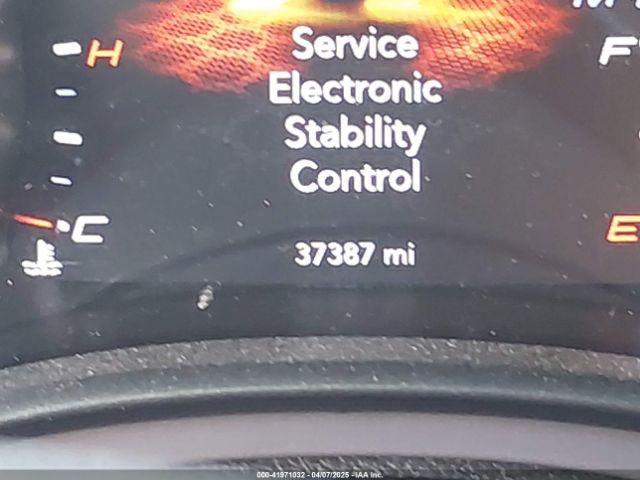 Service
Electronic
Stability
Control
37387 mi
H
C
F
E
000-41971032 - 04/07/2025 - IAA Inc.